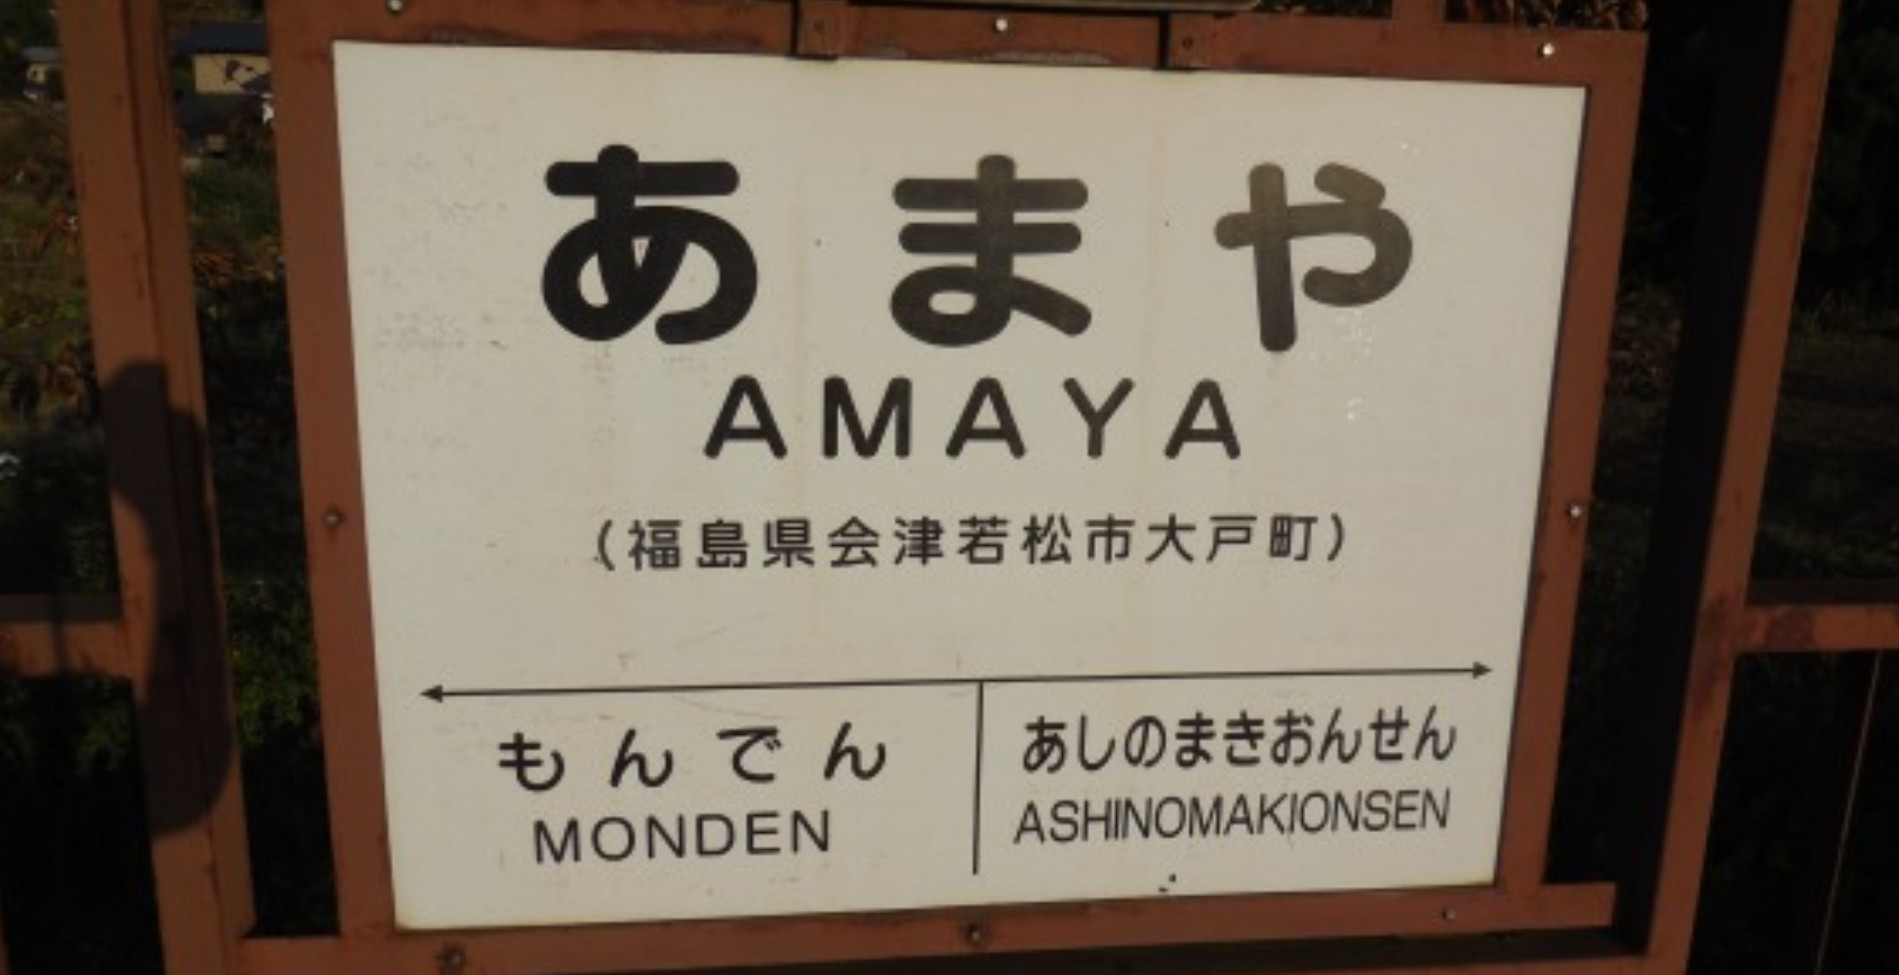 あまや
AMAYA
(福島県会津若松市大戸町)
もんでん
MONDEN
あしのまきおんせん
ASHINOMAKIONSEN